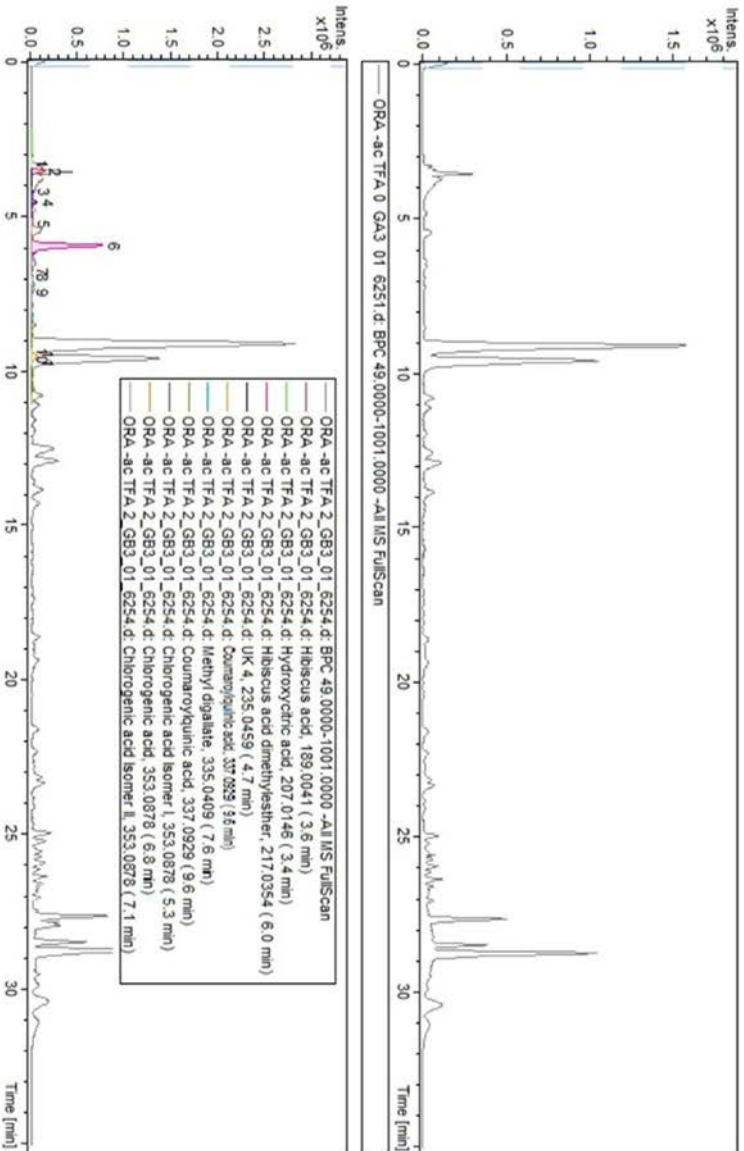 Intens.
x10⁶
1.5
1.0
0.5
0.0
0 5 10 15 20 25 30 Time [min]
ORA -ac TFA 0_GA3_01_6251.d: BPC 49.0000-1001.0000 -All MS FullScan
Intens.
x10⁶
ORA -ac TFA 2_GB3_01_6254.d: BPC 49.0000-1001.0000 -All MS FullScan
ORA -ac TFA 2_GB3_01_6254.d: Hibiscus acid, 189.0041 ( 3.6 min)
ORA -ac TFA 2_GB3_01_6254.d: Hydroxycitric acid, 207.0146 ( 3.4 min)
ORA -ac TFA 2_GB3_01_6254.d: Hibiscus acid dimethylesther, 217.0354 ( 6.0 min)
ORA -ac TFA 2_GB3_01_6254.d: UK 4, 235.0459 ( 4.7 min)
ORA -ac TFA 2_GB3_01_6254.d: Coumaroylquinic acid, 337.0929 ( 9.6 min)
ORA -ac TFA 2_GB3_01_6254.d: Methyl digallate, 335.0409 ( 7.6 min)
ORA -ac TFA 2_GB3_01_6254.d: Coumaroylquinic acid, 337.0929 ( 9.6 min)
ORA -ac TFA 2_GB3_01_6254.d: Chlorogenic acid Isomer I, 353.0878 ( 5.3 min)
ORA -ac TFA 2_GB3_01_6254.d: Chlorogenic acid, 353.0878 ( 6.8 min)
ORA -ac TFA 2_GB3_01_6254.d: Chlorogenic acid Isomer II, 353.0878 ( 7.1 min)
2.5
2.0
1.5
1.0
0.5
0.0
6
1 2 3 4 5 7 8 9 10 11
0 5 10 15 20 25 30 Time [min]